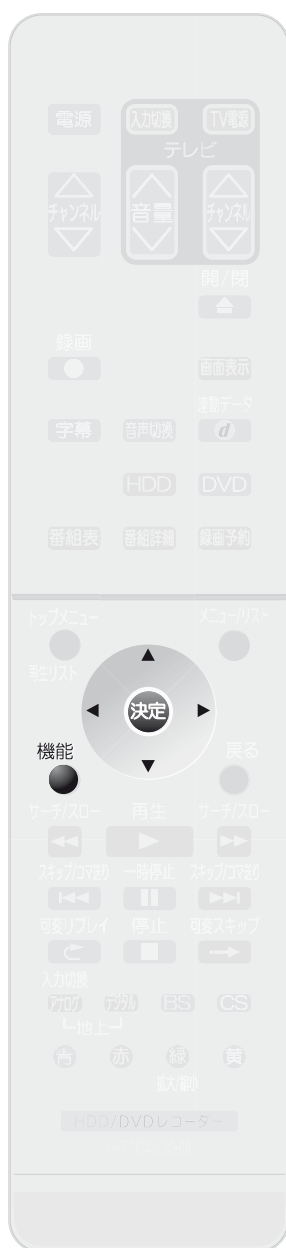 電源 入力切換 TV電源
テレビ
チャンネル 音量 チャンネル
開/閉
録画
画面表示
連動データ
字幕 音声切換 d
HDD DVD
番組表 番組詳細 録画予約
トップメニュー メニュー/リスト
再生リスト
決定
機能 戻る
サーチ/スロー 再生 サーチ/スロー
スキップ/コマ送り 一時停止 スキップ/コマ送り
可変リプレイ 停止 可変スキップ
入力切換
アナログ デジタル BS CS
地上
青 赤 緑 黄
拡大/縮小
HDD/DVDレコーダー